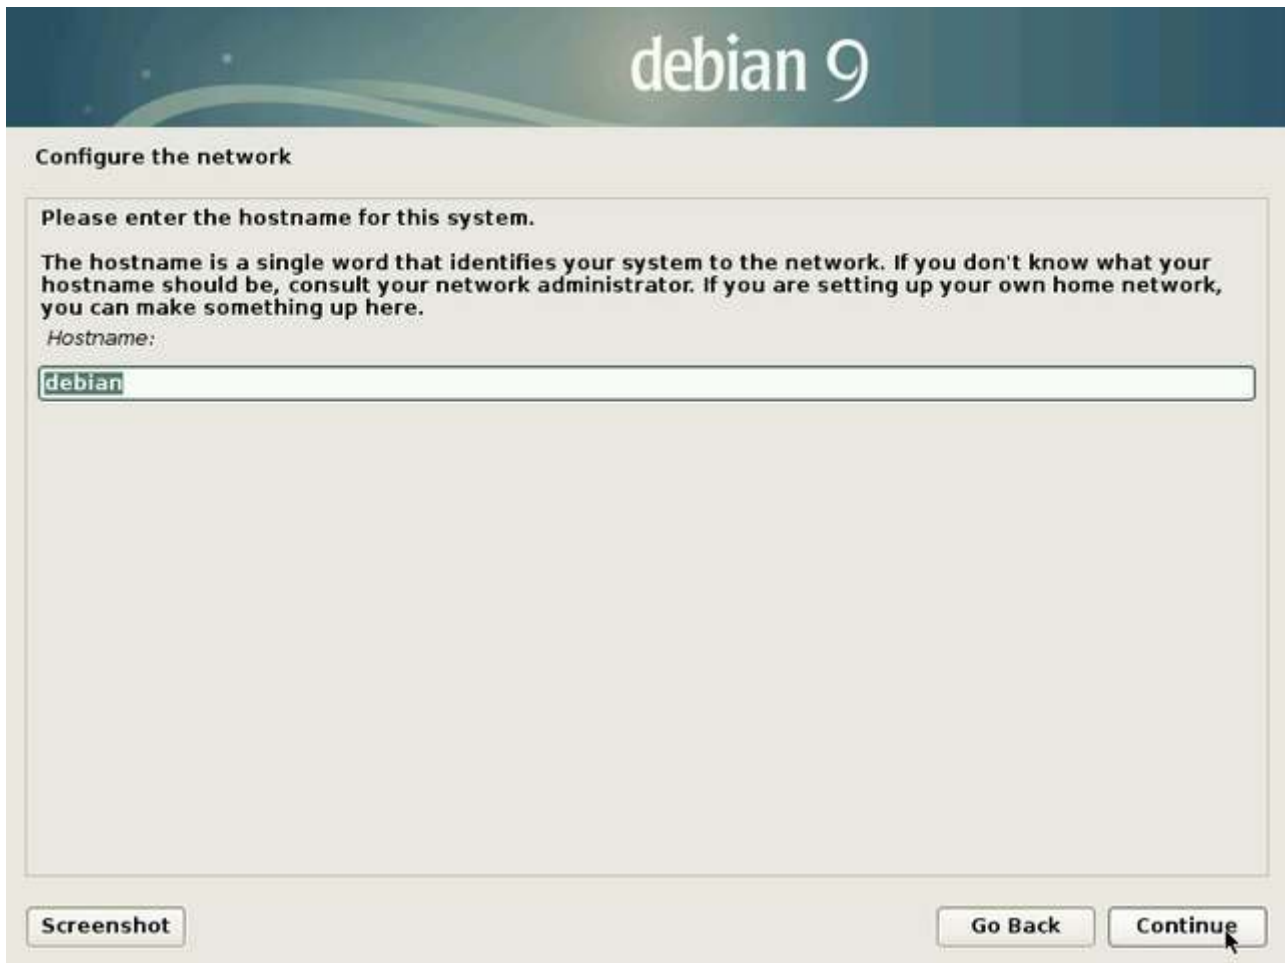 debian 9
Configure the network
Please enter the hostname for this system.
The hostname is a single word that identifies your system to the network. If you don't know what your
hostname should be, consult your network administrator. If you are setting up your own home network,
you can make something up here.
Hostname:
debian
Screenshot
Go Back
Continue